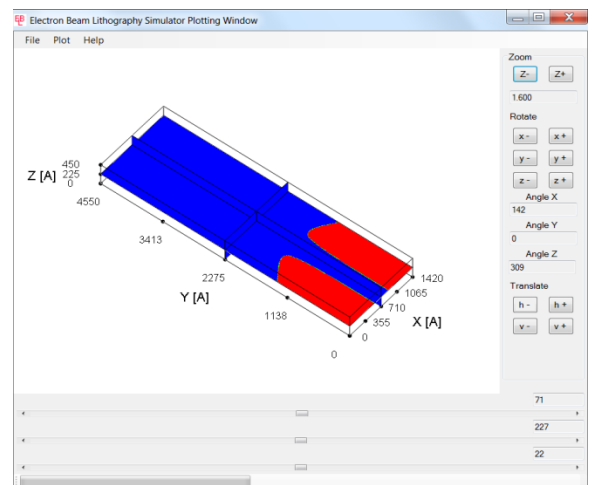 EBL Electron Beam Lithography Simulator Plotting Window
File Plot Help
Zoom
Z- Z+
1.600
Rotate
x - x +
y - y +
z - z +
Angle X
142
Angle Y
0
Angle Z
309
Translate
h - h +
v - v +
450
Z [A] 225
0
4550
3413
2275
Y [A]
1138
0
1420
1065
710
355 X [A]
0
71
227
22